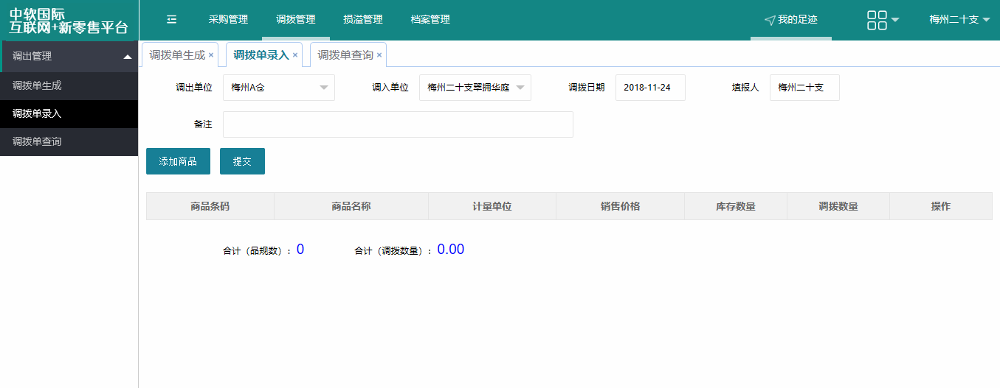 中软国际
互联网+新零售平台
采购管理 调拨管理 损溢管理 档案管理 我的足迹 梅州二十支
调出管理
调拨单生成
调拨单录入
调拨单查询
调拨单生成 × 调拨单录入 × 调拨单查询 ×
调出单位 梅州A仓 调入单位 梅州二十支翠拥华庭 调拨日期 2018-11-24 填报人 梅州二十支
备注
添加商品 提交
商品条码 商品名称 计量单位 销售价格 库存数量 调拨数量 操作
合计（品规数）：0 合计（调拨数量）：0.00